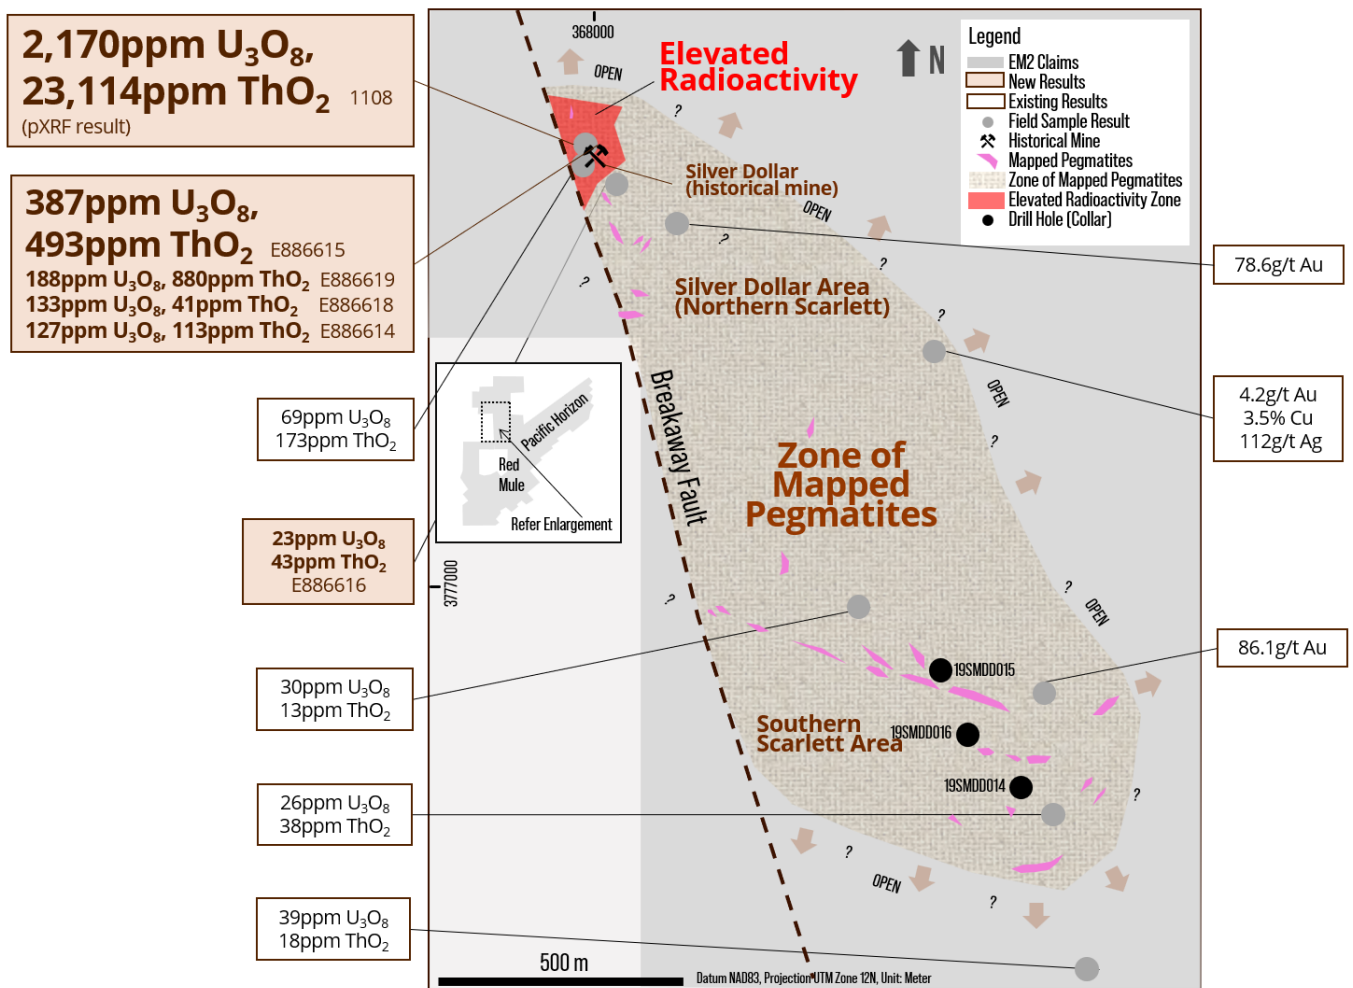 2,170ppm U₃O₈,
23,114ppm ThO₂ 1108
(pXRF result)
387ppm U₃O₈,
493ppm ThO₂ E886615
188ppm U₃O₈, 880ppm ThO₂ E886619
133ppm U₃O₈, 41ppm ThO₂ E886618
127ppm U₃O₈, 113ppm ThO₂ E886614
69ppm U₃O₈
173ppm ThO₂
23ppm U₃O₈
43ppm ThO₂
E886616
30ppm U₃O₈
13ppm ThO₂
26ppm U₃O₈
38ppm ThO₂
39ppm U₃O₈
18ppm ThO₂
368000
OPEN
Elevated
Radioactivity
N
?
Silver Dollar
(historical mine)
OPEN
?
?
?
Silver Dollar Area
(Northern Scarlett)
?
Breakaway Fault
OPEN
?
Zone of
Mapped
Pegmatites
Pacific Horizon
Red
Mule
Refer Enlargement
3777000
?
?
OPEN
19SMDD015
Southern
Scarlett Area
19SMDD016
19SMDD014
?
?
OPEN
?
500 m
Datum NAD83, Projection UTM Zone 12N, Unit: Meter
Legend
EM2 Claims
New Results
Existing Results
Field Sample Result
Historical Mine
Mapped Pegmatites
Zone of Mapped Pegmatites
Elevated Radioactivity Zone
Drill Hole (Collar)
78.6g/t Au
4.2g/t Au
3.5% Cu
112g/t Ag
86.1g/t Au